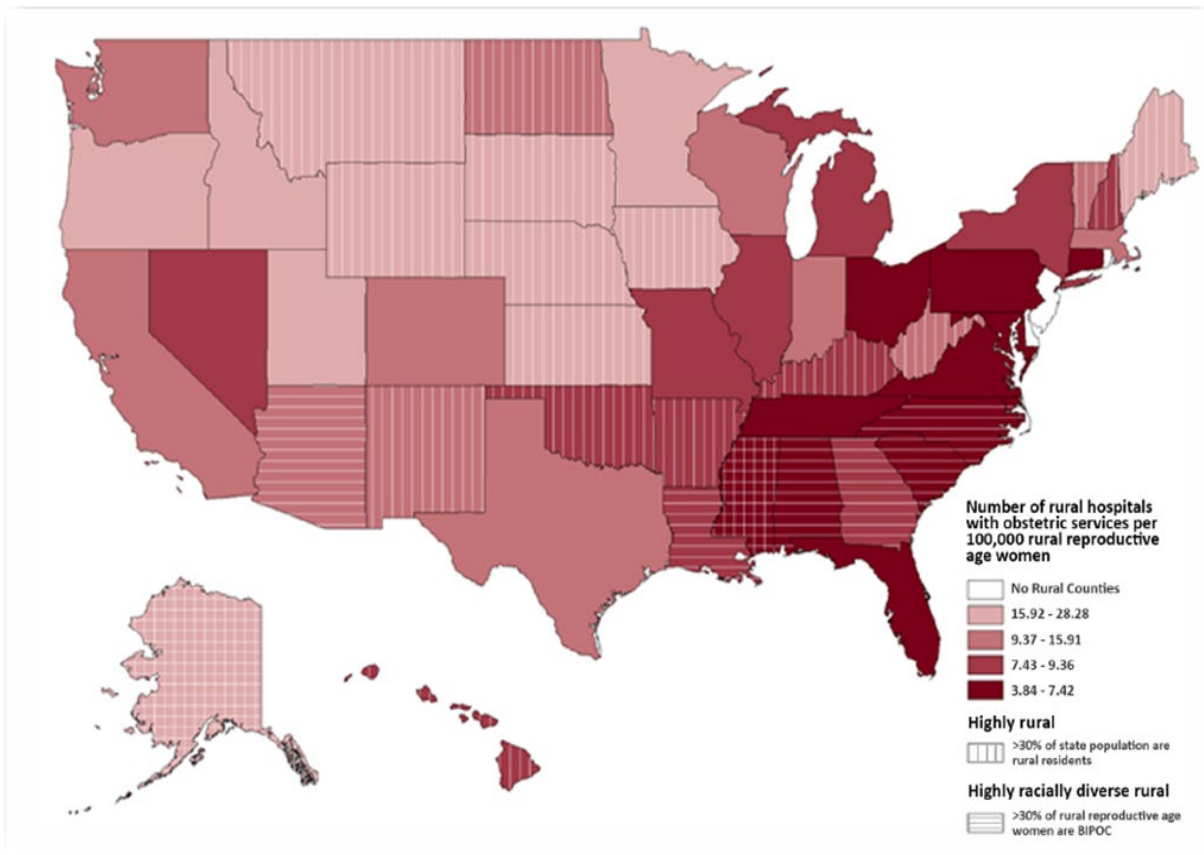 Number of rural hospitals
with obstetric services per
100,000 rural reproductive
age women
No Rural Counties
15.92 - 28.28
9.37 - 15.91
7.43 - 9.36
3.84 - 7.42
Highly rural
>30% of state population are
rural residents
Highly racially diverse rural
>30% of rural reproductive age
women are BIPOC